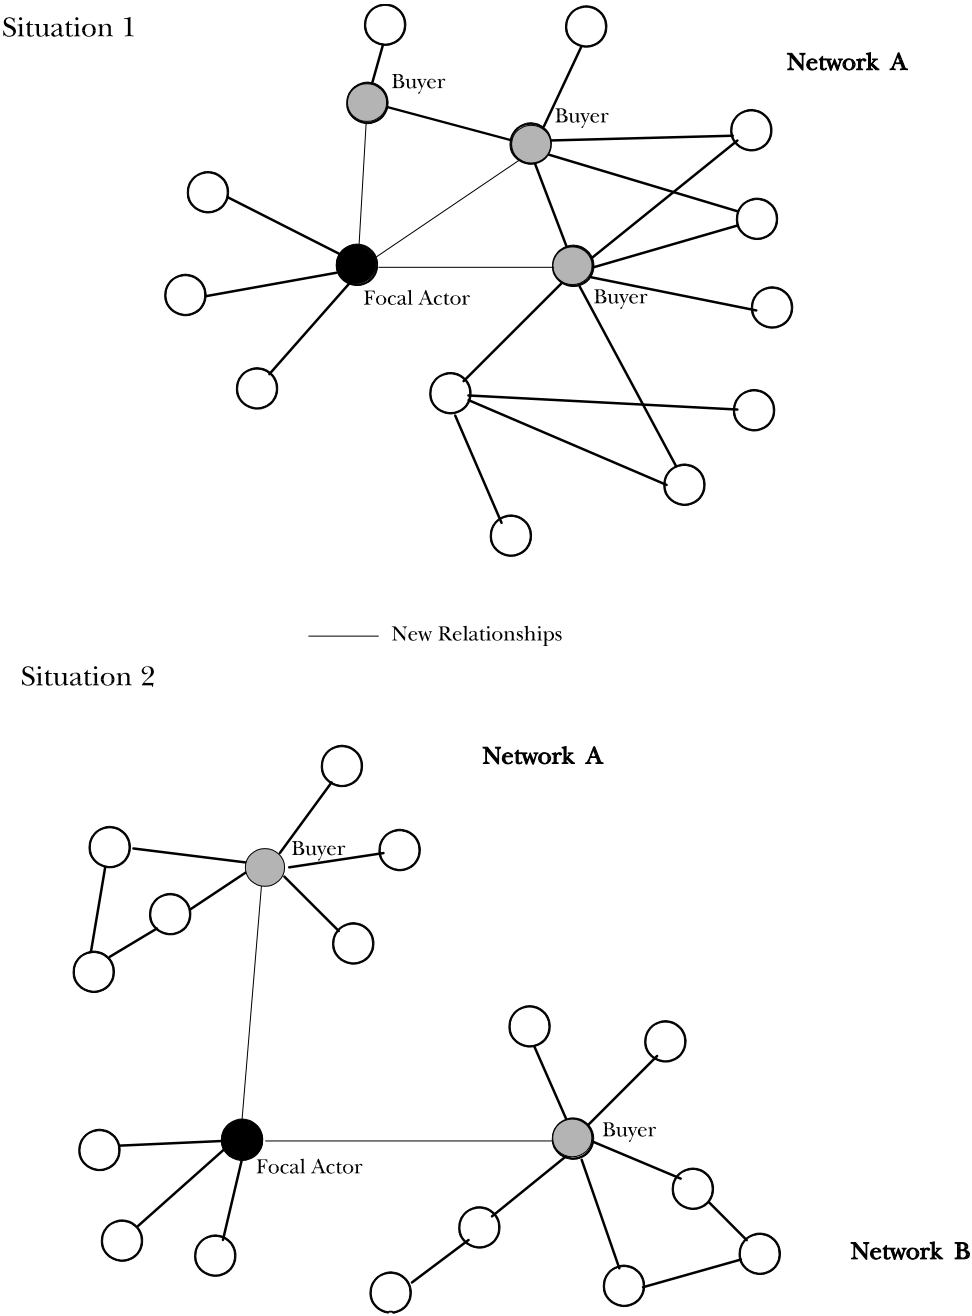 Situation 1
Network A
Buyer
Buyer
Focal Actor
Buyer
New Relationships
Situation 2
Network A
Buyer
Buyer
Focal Actor
Network B